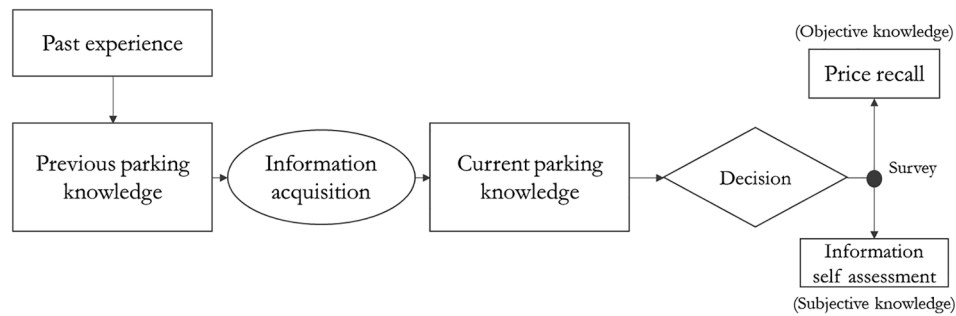 Past experience
Previous parking
knowledge
Information
acquisition
Current parking
knowledge
Decision
Survey
(Objective knowledge)
Price recall
Information
self assessment
(Subjective knowledge)